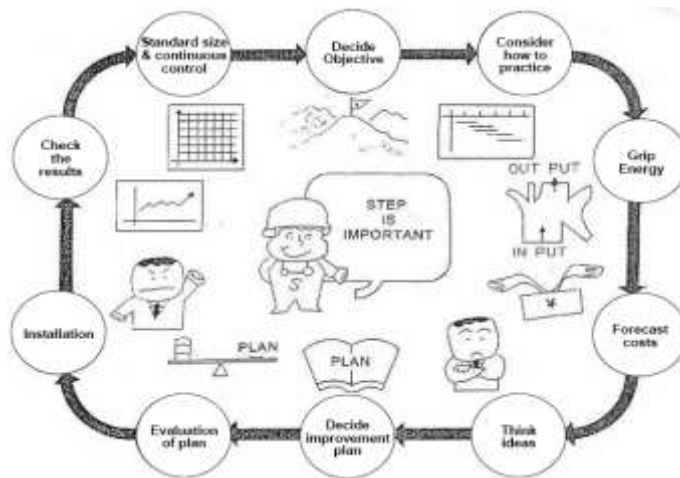 Standard size
& continuous
control
Decide
Objective
Consider
how to
practice
Check
the
results
Grip
Energy
OUT PUT
IN PUT
STEP
IS
IMPORTANT
S
¥
Installation
Forecast
costs
PLAN
PLAN
Evaluation
of plan
Decide
improvement
plan
Think
ideas